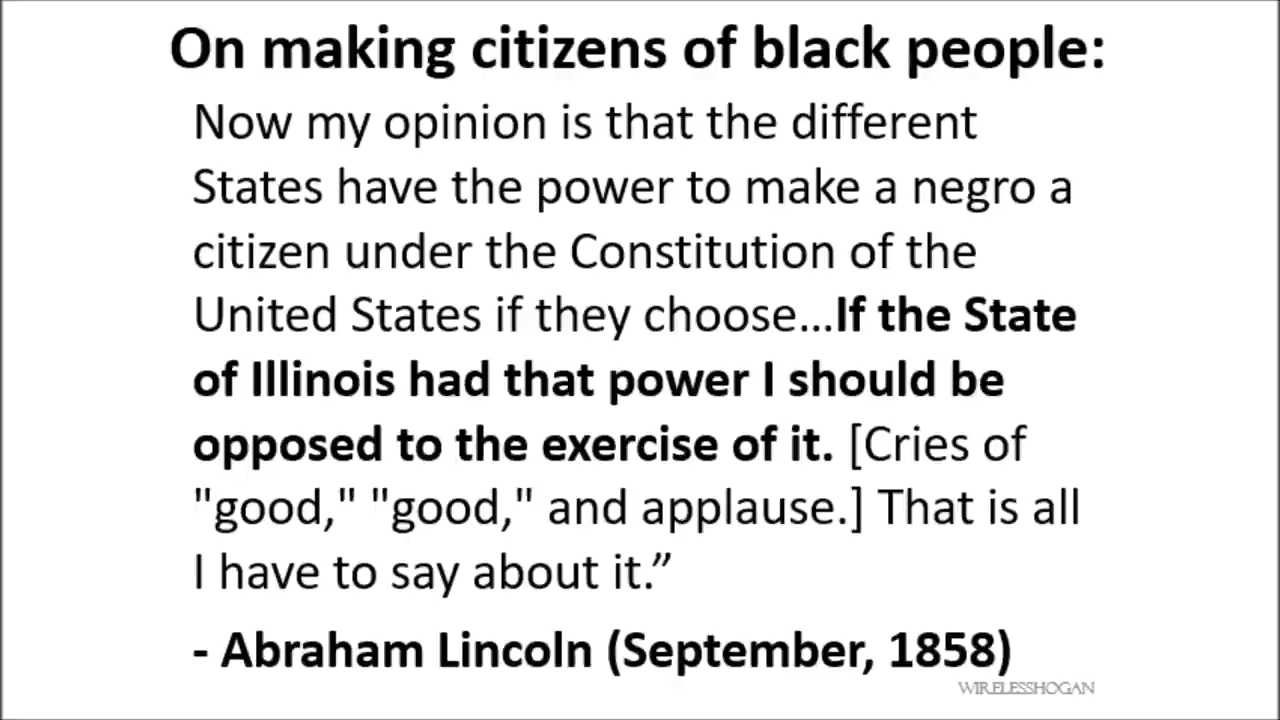 On making citizens of black people:
Now my opinion is that the different
States have the power to make a negro a
citizen under the Constitution of the
United States if they choose...If the State
of Illinois had that power I should be
opposed to the exercise of it. [Cries of
"good," "good," and applause.] That is all
I have to say about it.”
- Abraham Lincoln (September, 1858)
WIRELESSHOGAN